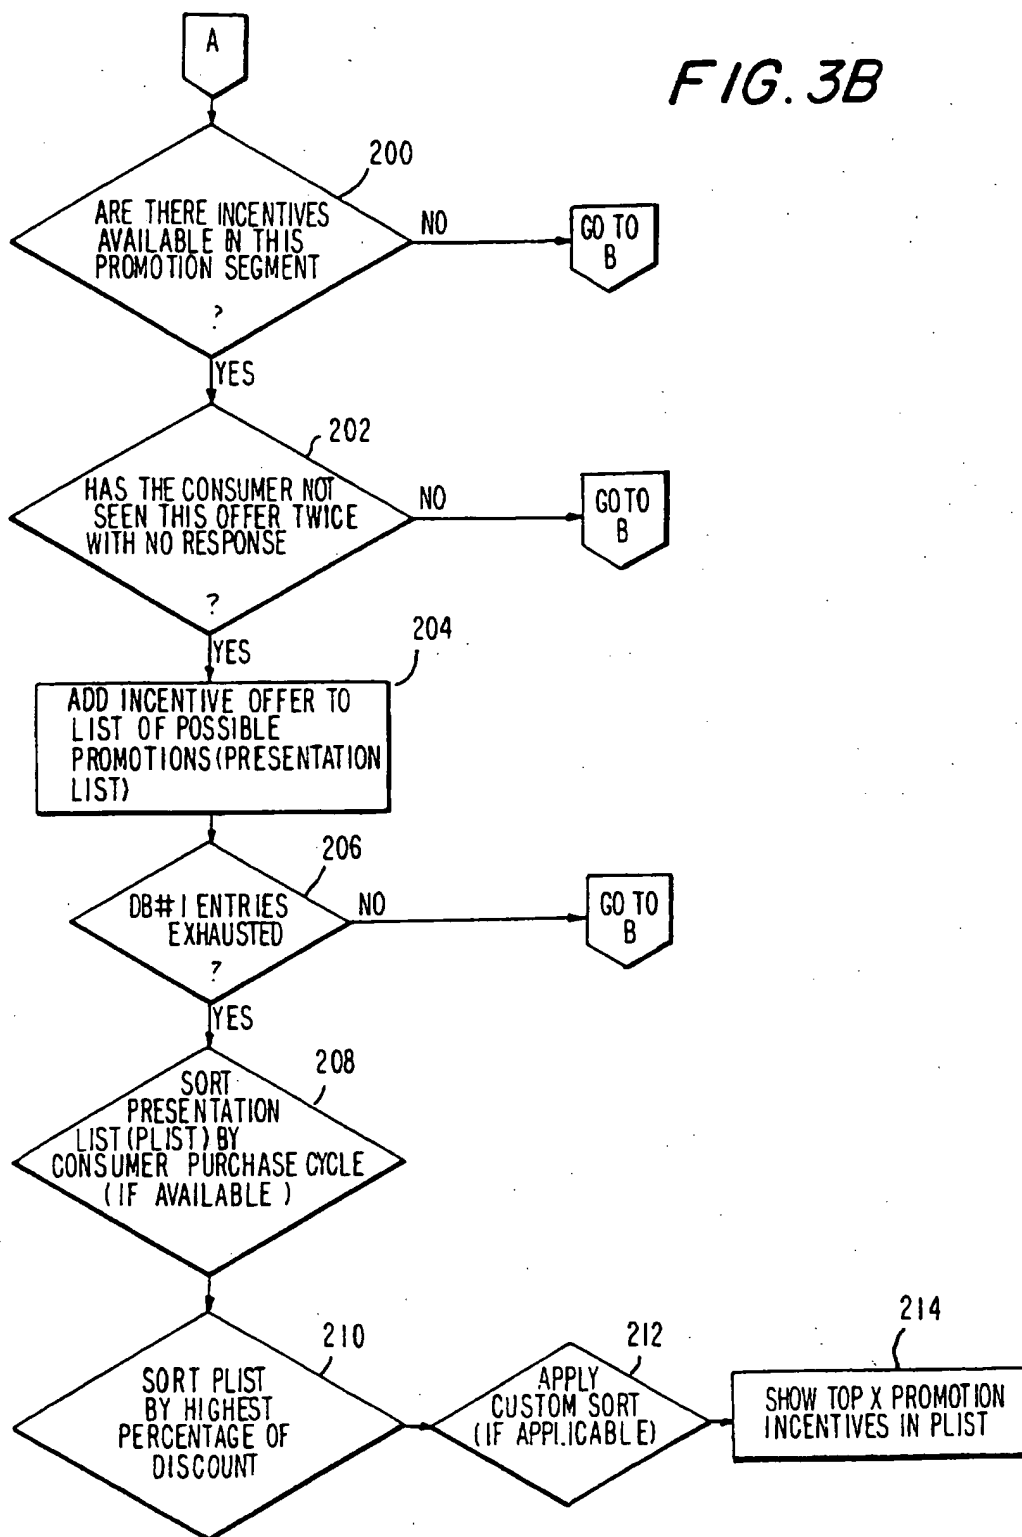 A
FIG. 3B
200
ARE THERE INCENTIVES
AVAILABLE IN THIS
PROMOTION SEGMENT
?
NO
GO TO
B
YES
202
HAS THE CONSUMER NOT
SEEN THIS OFFER TWICE
WITH NO RESPONSE
?
NO
GO TO
B
YES
204
ADD INCENTIVE OFFER TO
LIST OF POSSIBLE
PROMOTIONS (PRESENTATION
LIST)
206
DB#1 ENTRIES
EXHAUSTED
?
NO
GO TO
B
YES
208
SORT
PRESENTATION
LIST (PLIST) BY
CONSUMER PURCHASE CYCLE
(IF AVAILABLE)
210
SORT PLIST
BY HIGHEST
PERCENTAGE OF
DISCOUNT
212
APPLY
CUSTOM SORT
(IF APPLICABLE)
214
SHOW TOP X PROMOTION
INCENTIVES IN PLIST